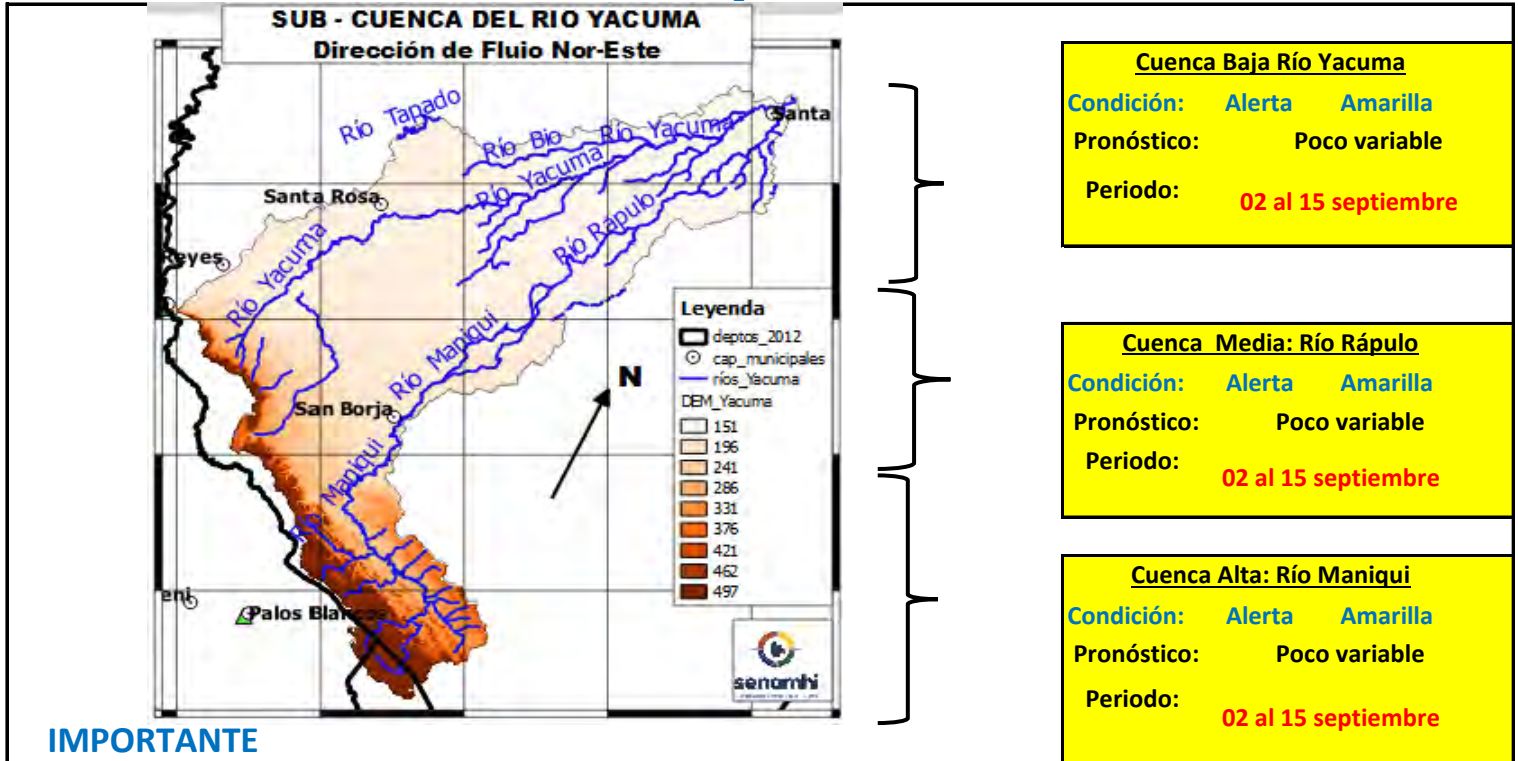 SUB - CUENCA DEL RIO YACUMA
Dirección de Fluio Nor-Este
Río Tapado
Río Bio
Río Yacuma
Santa
Río Yacuma
Santa Rosa
Río Rápulo
Reyes
Río Yacuma
Río Maniqui
San Borja
Río Maniqui
eni
Palos Blancos
Leyenda
deptos_2012
cap_municipales
ríos_Yacuma
DEM_Yacuma
151
196
241
286
331
376
421
462
497
N
senamhi
Cuenca Baja Río Yacuma
Condición: Alerta Amarilla
Pronóstico: Poco variable
Periodo: 02 al 15 septiembre
Cuenca Media: Río Rápulo
Condición: Alerta Amarilla
Pronóstico: Poco variable
Periodo: 02 al 15 septiembre
Cuenca Alta: Río Maniqui
Condición: Alerta Amarilla
Pronóstico: Poco variable
Periodo: 02 al 15 septiembre
IMPORTANTE